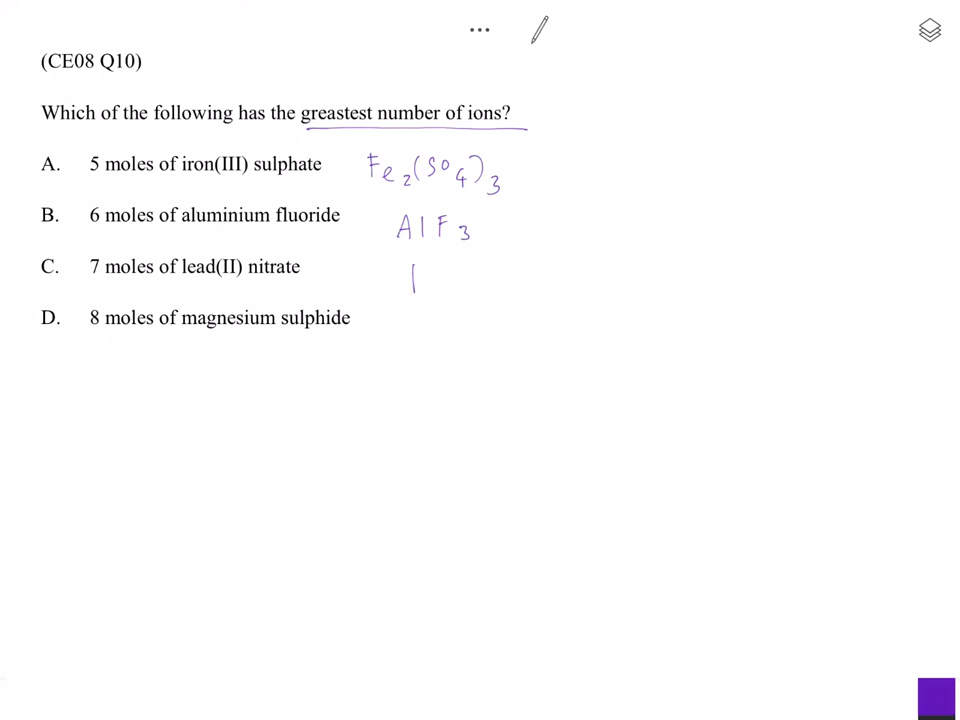 (CE08 Q10)
Which of the following has the greastest number of ions?
A. 5 moles of iron(III) sulphate Fe₂(SO₄)₃
B. 6 moles of aluminium fluoride AlF₃
C. 7 moles of lead(II) nitrate
D. 8 moles of magnesium sulphide